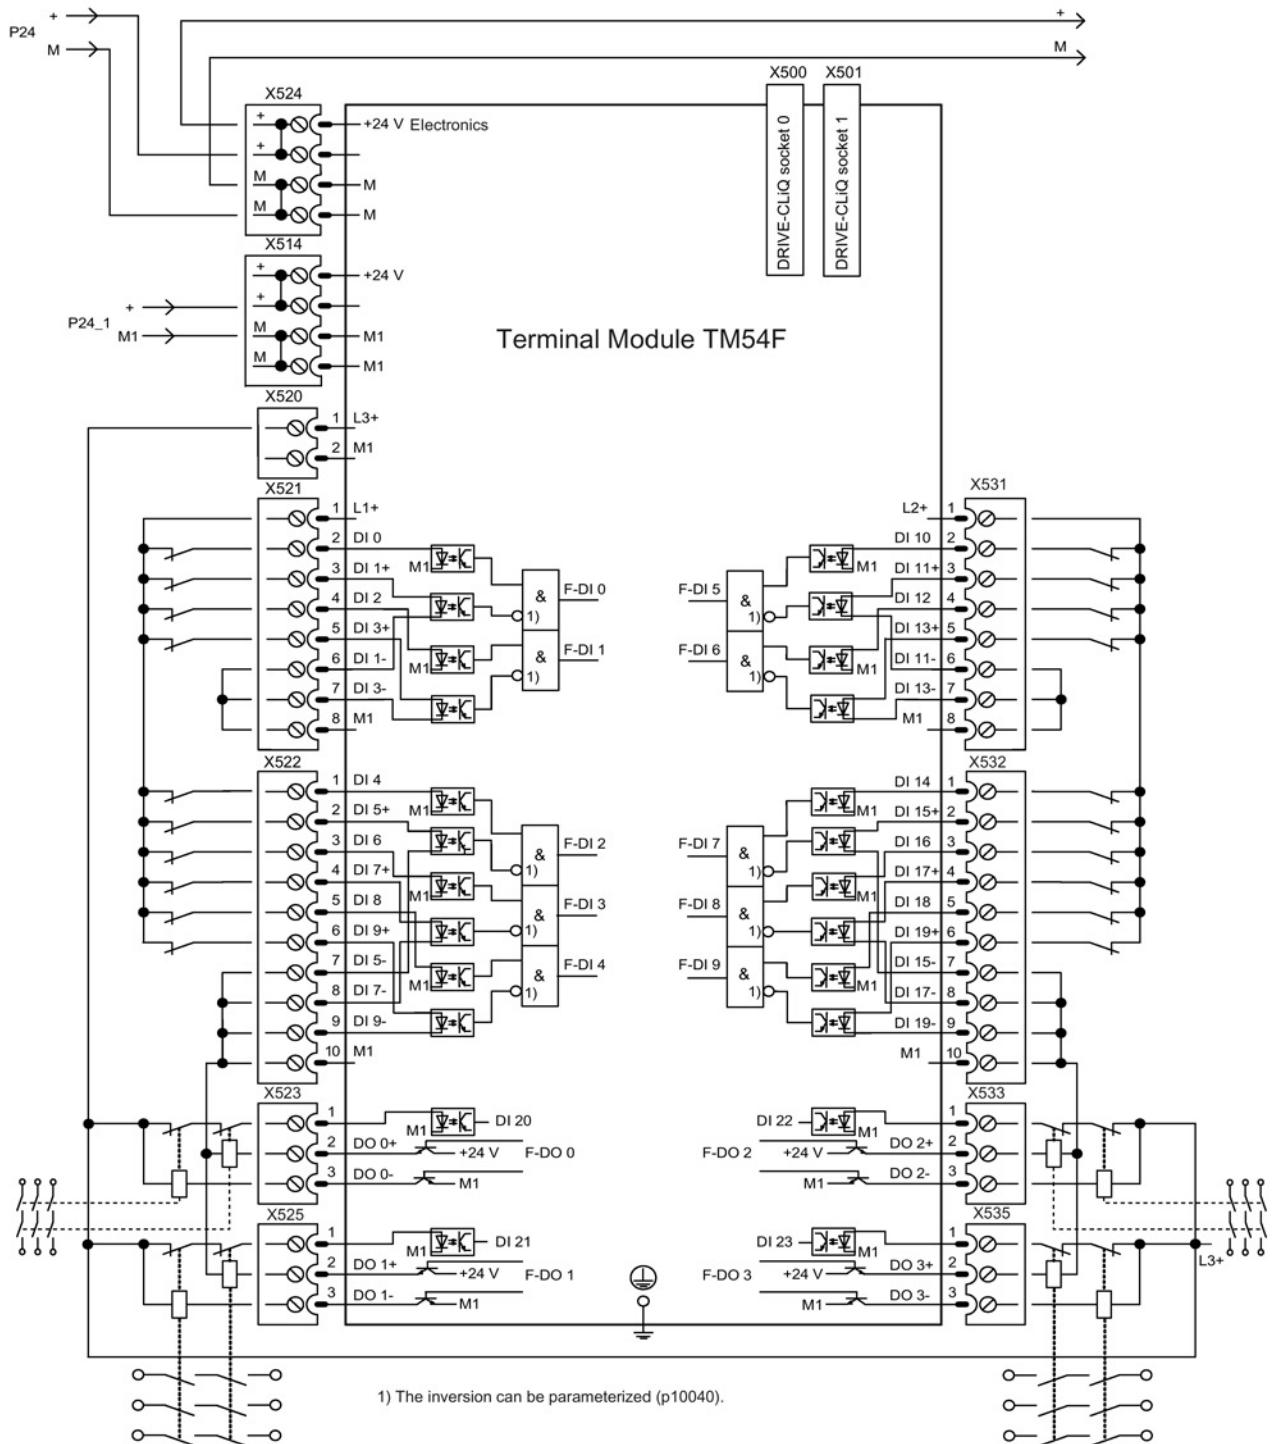 P24
+
M
+
M
X500 X501
DRIVE-CLiQ socket 0
DRIVE-CLiQ socket 1
X524
+ +24 V Electronics
+
M M
M M
X514
+ +24 V
+
M M1
M M1
P24_1
+
M1
Terminal Module TM54F
X520
1 L3+
2 M1
X521
1 L1+
2 DI 0
3 DI 1+
4 DI 2
5 DI 3+
6 DI 1-
7 DI 3-
8 M1
M1
M1
& 1) F-DI 0
& 1) F-DI 1
X531
L2+ 1
DI 10 2
DI 11+ 3
DI 12 4
DI 13+ 5
DI 11- 6
DI 13- 7
M1 8
M1
M1
F-DI 5 & 1)
F-DI 6 & 1)
X522
1 DI 4
2 DI 5+
3 DI 6
4 DI 7+
5 DI 8
6 DI 9+
7 DI 5-
8 DI 7-
9 DI 9-
10 M1
M1
M1
M1
& 1) F-DI 2
& 1) F-DI 3
& 1) F-DI 4
X532
DI 14 1
DI 15+ 2
DI 16 3
DI 17+ 4
DI 18 5
DI 19+ 6
DI 15- 7
DI 17- 8
DI 19- 9
M1 10
M1
M1
M1
F-DI 7 & 1)
F-DI 8 & 1)
F-DI 9 & 1)
X523
1 M1 DI 20
2 DO 0+ +24 V F-DO 0
3 DO 0- M1
X533
DI 22 M1 1
F-DO 2 +24 V DO 2+ 2
M1 DO 2- 3
X525
1 M1 DI 21
2 DO 1+ +24 V F-DO 1
3 DO 1- M1
X535
DI 23 M1 1
F-DO 3 +24 V DO 3+ 2
M1 DO 3- 3
L3+
1) The inversion can be parameterized (p10040).